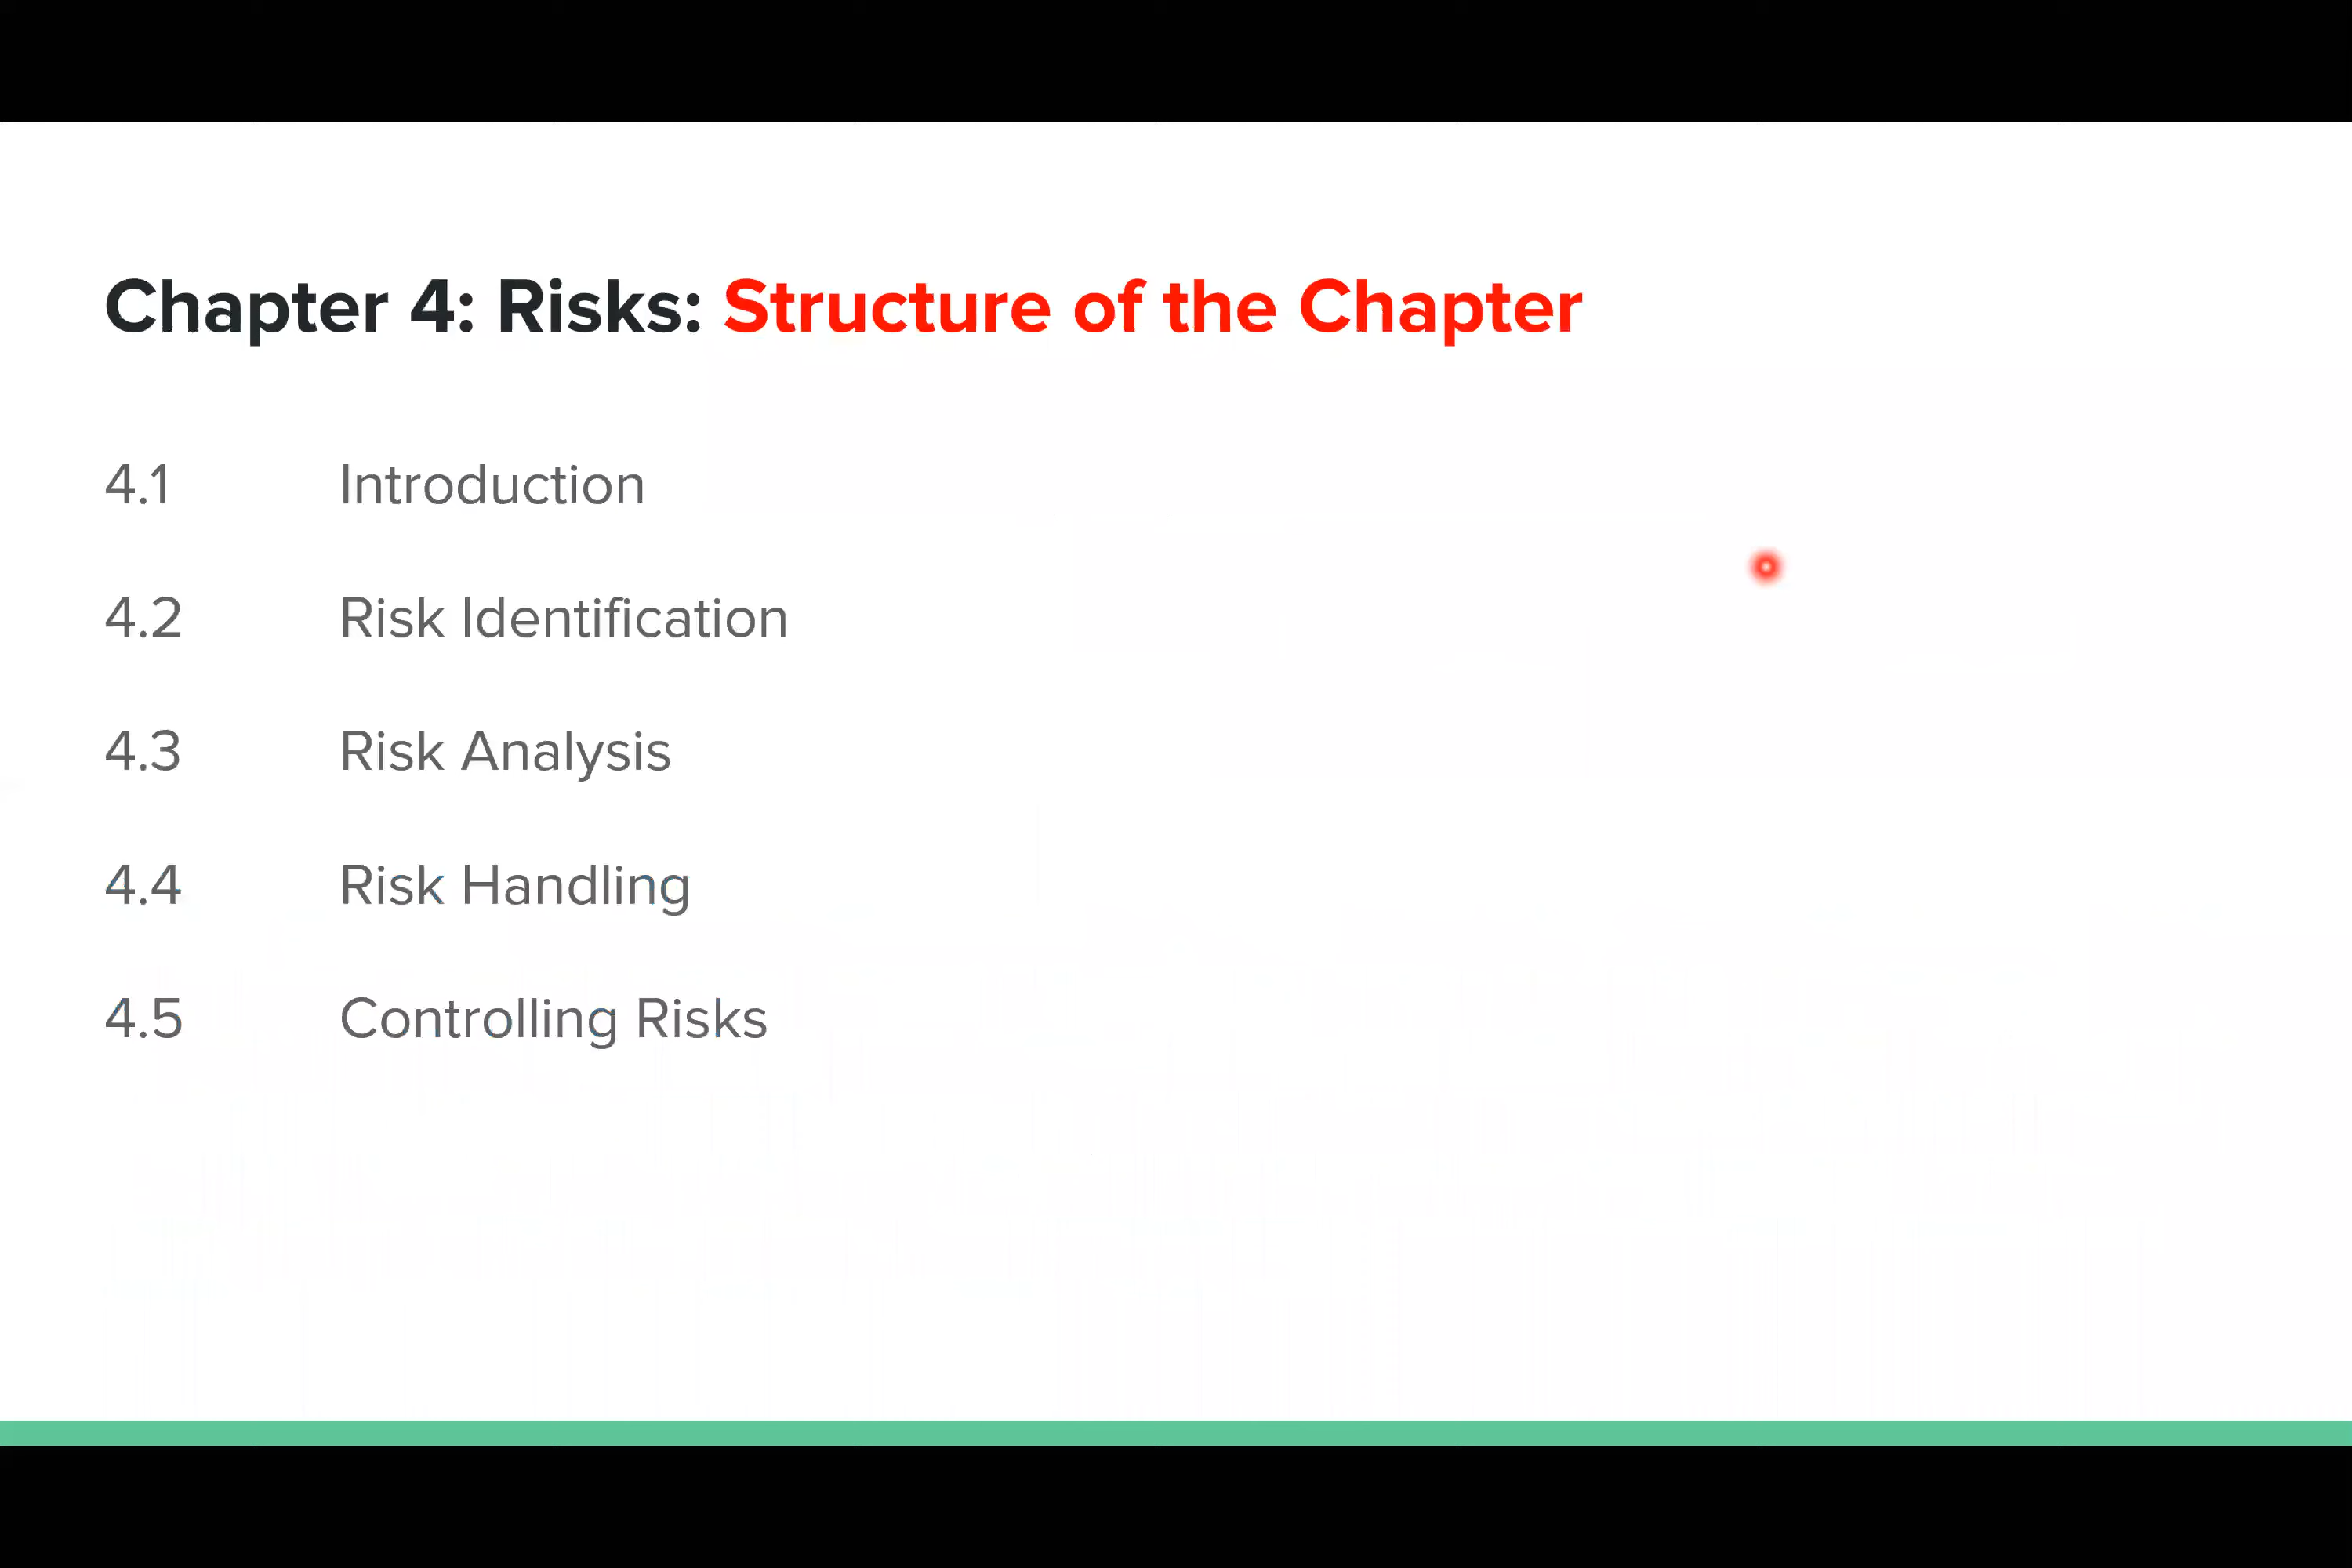 Chapter 4: Risks: Structure of the Chapter
4.1 Introduction
4.2 Risk Identification
4.3 Risk Analysis
4.4 Risk Handling
4.5 Controlling Risks